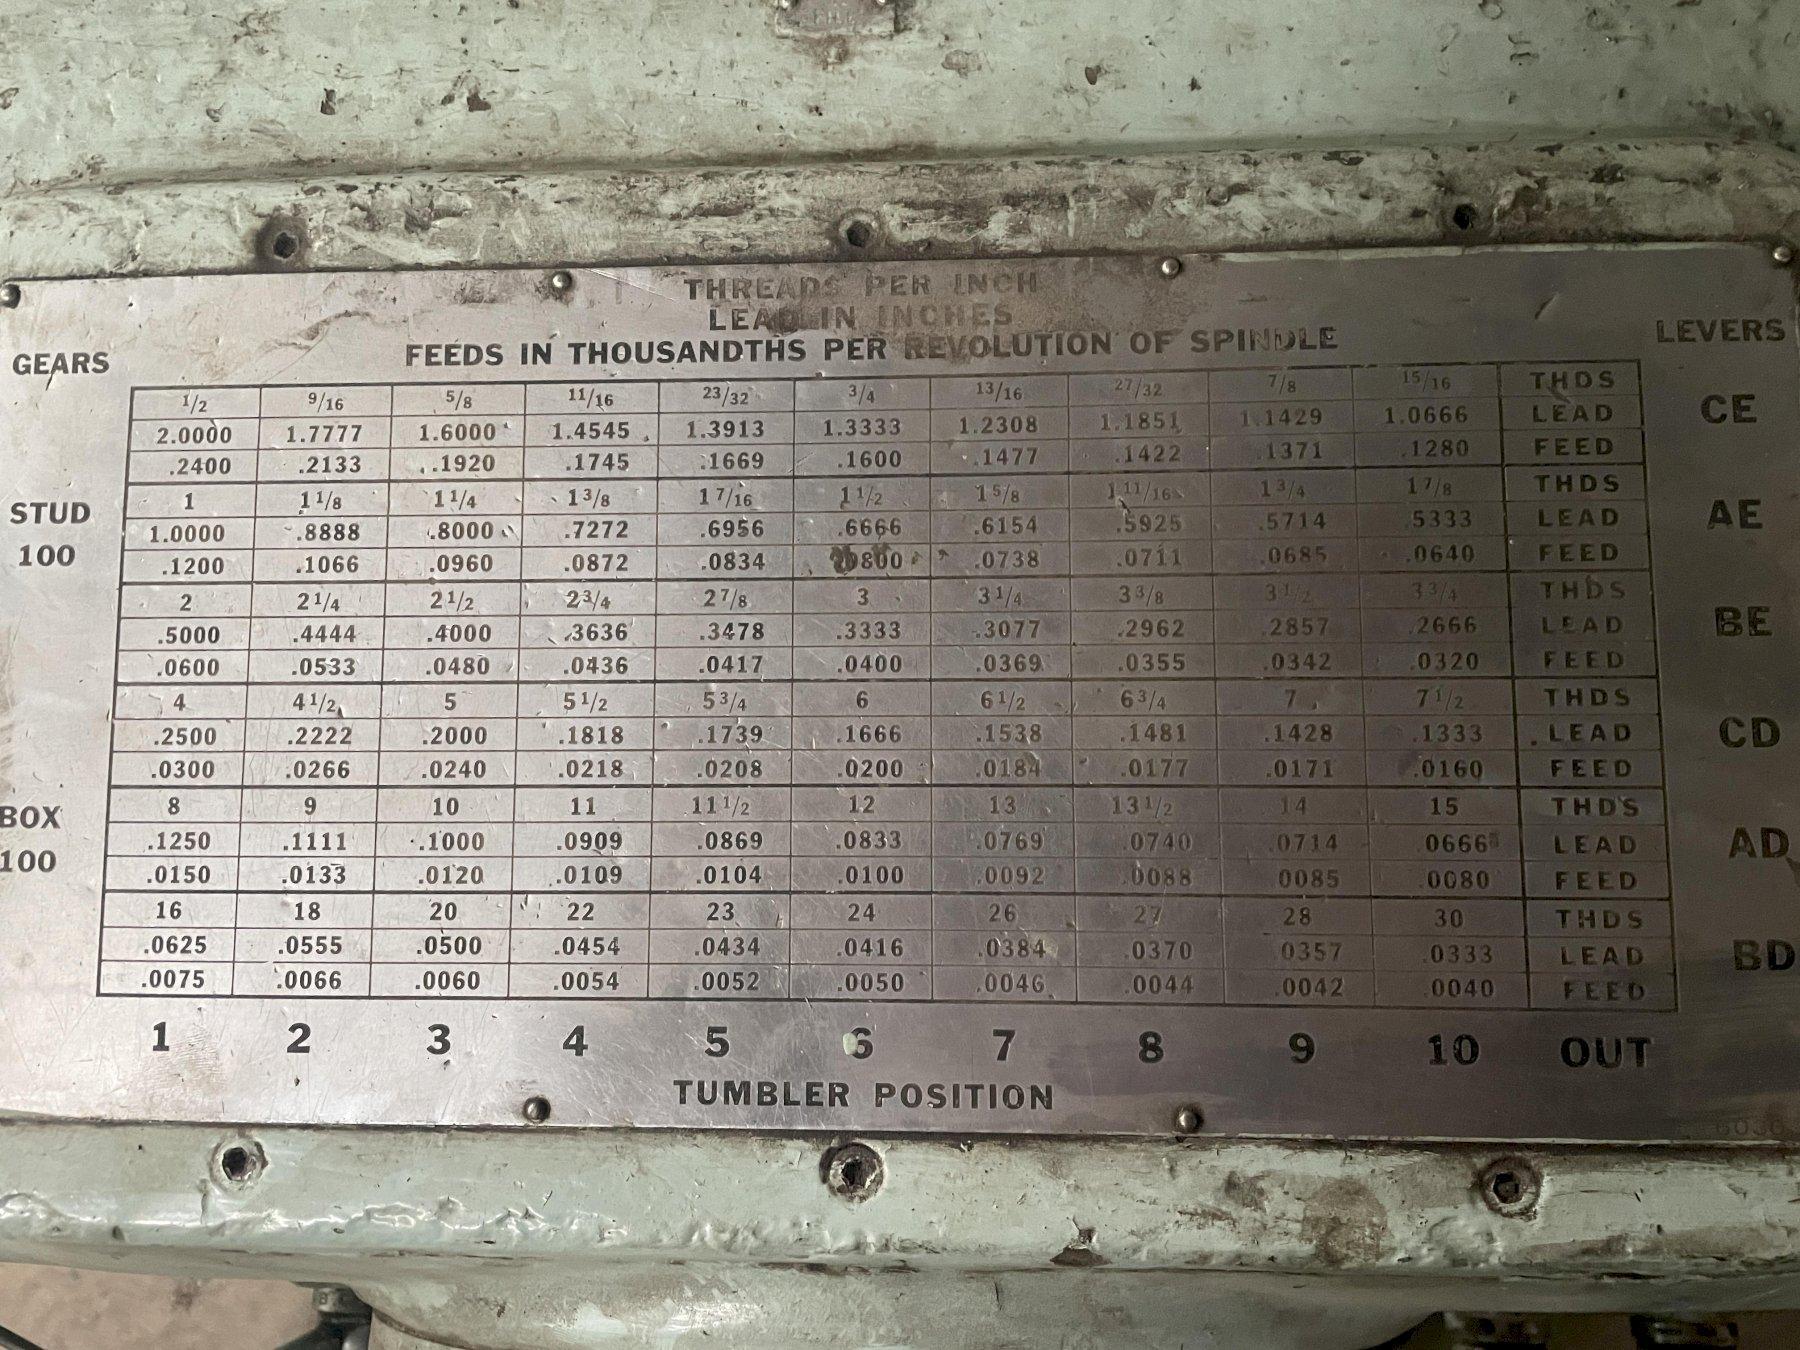 THREADS PER INCH
LEAD IN INCHES
FEEDS IN THOUSANDTHS PER REVOLUTION OF SPINDLE
GEARS
LEVERS
1/2 9/16 5/8 11/16 23/32 3/4 13/16 27/32 7/8 15/16 THDS
2.0000 1.7777 1.6000 1.4545 1.3913 1.3333 1.2308 1.1851 1.1429 1.0666 LEAD CE
.2400 .2133 .1920 .1745 .1669 .1600 .1477 .1422 .1371 .1280 FEED
1 1 1/8 1 1/4 1 3/8 1 7/16 1 1/2 1 5/8 1 11/16 1 3/4 1 7/8 THDS
STUD 1.0000 .8888 .8000 .7272 .6956 .6666 .6154 .5925 .5714 .5333 LEAD AE
100 .1200 .1066 .0960 .0872 .0834 .0800 .0738 .0711 .0685 .0640 FEED
2 2 1/4 2 1/2 2 3/4 2 7/8 3 3 1/4 3 3/8 3 1/2 3 3/4 THDS
.5000 .4444 .4000 .3636 .3478 .3333 .3077 .2962 .2857 .2666 LEAD BE
.0600 .0533 .0480 .0436 .0417 .0400 .0369 .0355 .0342 .0320 FEED
4 4 1/2 5 5 1/2 5 3/4 6 6 1/2 6 3/4 7 7 1/2 THDS
.2500 .2222 .2000 .1818 .1739 .1666 .1538 .1481 .1428 .1333 LEAD CD
.0300 .0266 .0240 .0218 .0208 .0200 .0184 .0177 .0171 .0160 FEED
BOX 8 9 10 11 11 1/2 12 13 13 1/2 14 15 THDS
.1250 .1111 .1000 .0909 .0869 .0833 .0769 .0740 .0714 .0666 LEAD AD
100 .0150 .0133 .0120 .0109 .0104 .0100 .0092 .0088 .0085 .0080 FEED
16 18 20 22 23 24 26 27 28 30 THDS
.0625 .0555 .0500 .0454 .0434 .0416 .0384 .0370 .0357 .0333 LEAD BD
.0075 .0066 .0060 .0054 .0052 .0050 .0046 .0044 .0042 .0040 FEED
1 2 3 4 5 6 7 8 9 10 OUT
TUMBLER POSITION